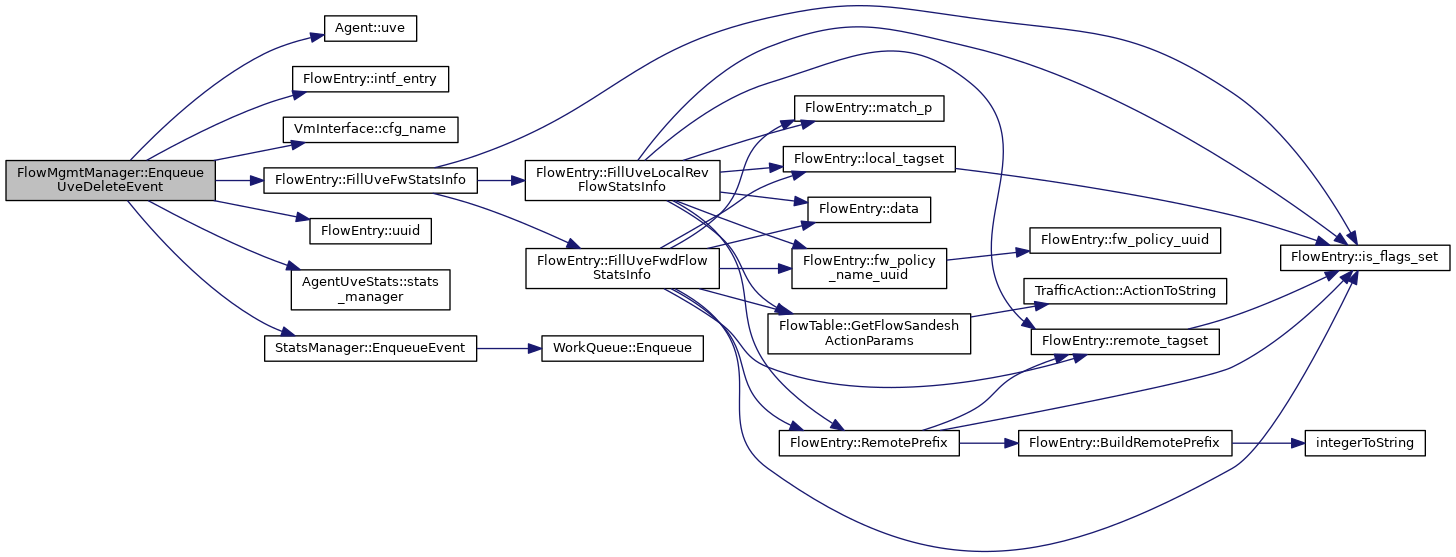 FlowMgmtManager::Enqueue
UveDeleteEvent
Agent::uve
FlowEntry::intf_entry
VmInterface::cfg_name
FlowEntry::FillUveFwStatsInfo
FlowEntry::uuid
AgentUveStats::stats
_manager
StatsManager::EnqueueEvent
FlowEntry::FillUveLocalRev
FlowStatsInfo
FlowEntry::FillUveFwdFlow
StatsInfo
WorkQueue::Enqueue
FlowEntry::match_p
FlowEntry::local_tagset
FlowEntry::data
FlowEntry::fw_policy
_name_uuid
FlowTable::GetFlowSandesh
ActionParams
FlowEntry::RemotePrefix
FlowEntry::fw_policy_uuid
TrafficAction::ActionToString
FlowEntry::remote_tagset
FlowEntry::BuildRemotePrefix
FlowEntry::is_flags_set
integerToString